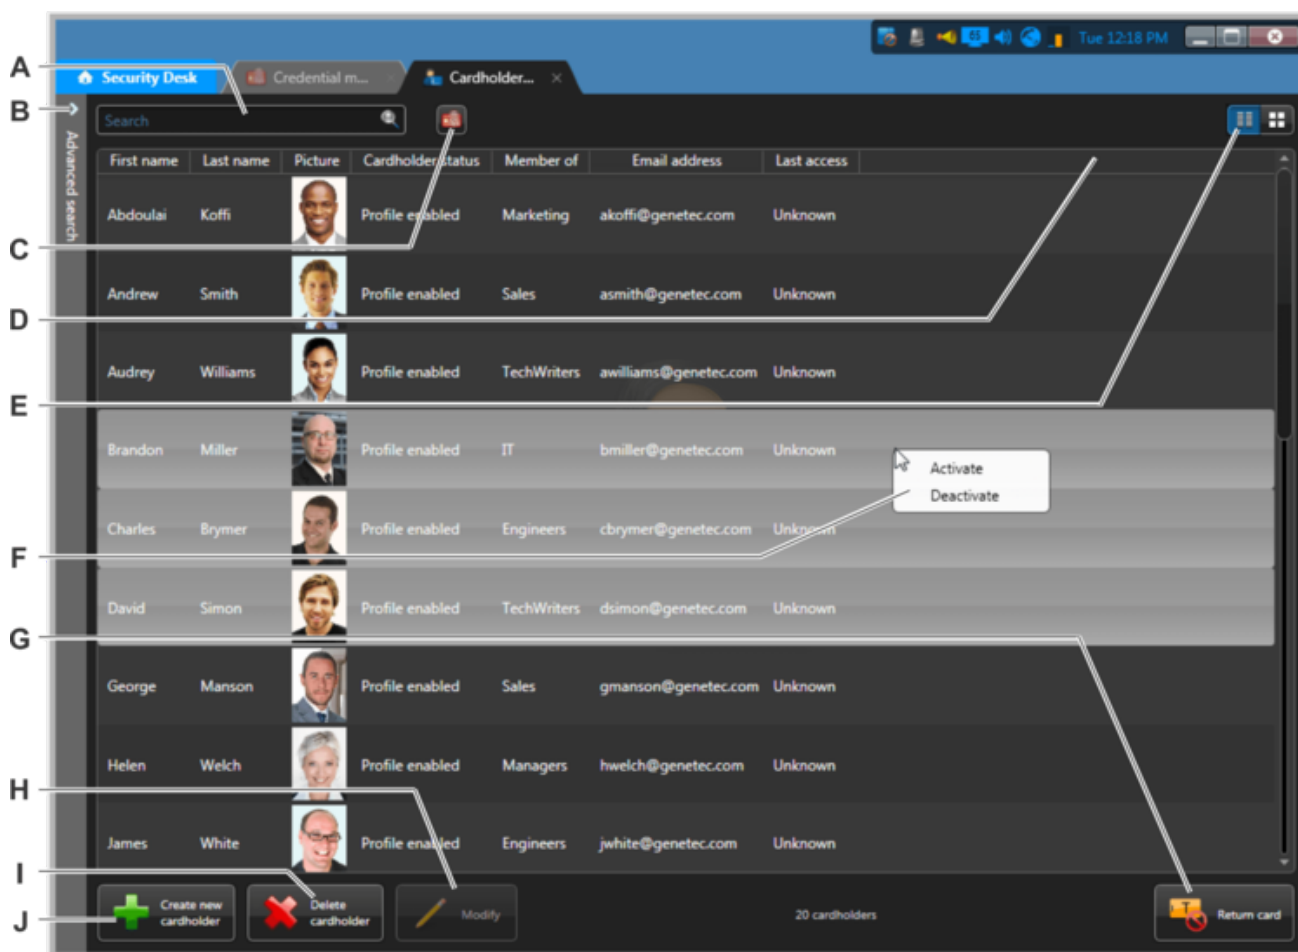 65 Tue 12:18 PM
A
Security Desk Credential m... Cardholder...
B
Search
Advanced search
First name Last name Picture Cardholder status Member of Email address Last access
Abdoulai Koffi Profile enabled Marketing akoffi@genetec.com Unknown
C
Andrew Smith Profile enabled Sales asmith@genetec.com Unknown
D
Audrey Williams Profile enabled TechWriters awilliams@genetec.com Unknown
E
Brandon Miller Profile enabled IT bmiller@genetec.com Unknown
Activate
Deactivate
Charles Brymer Profile enabled Engineers cbrymer@genetec.com Unknown
F
David Simon Profile enabled TechWriters dsimon@genetec.com Unknown
G
George Manson Profile enabled Sales gmanson@genetec.com Unknown
Helen Welch Profile enabled Managers hwelch@genetec.com Unknown
H
James White Profile enabled Engineers jwhite@genetec.com Unknown
I
J
Create new
cardholder
Delete
cardholder
Modify
20 cardholders
Return card